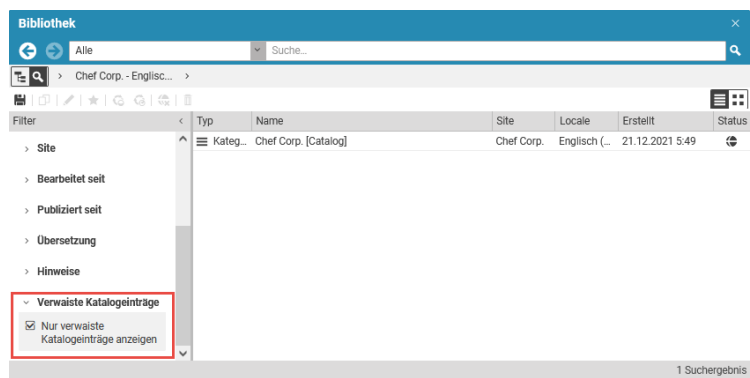 Bibliothek
Alle Suche...
Chef Corp. - Englisc...
Filter Typ Name Site Locale Erstellt Status
Site
Kateg... Chef Corp. [Catalog] Chef Corp. Englisch (... 21.12.2021 5:49
Bearbeitet seit
Publiziert seit
Übersetzung
Hinweise
Verwaiste Katalogeinträge
Nur verwaiste
Katalogeinträge anzeigen
1 Suchergebnis